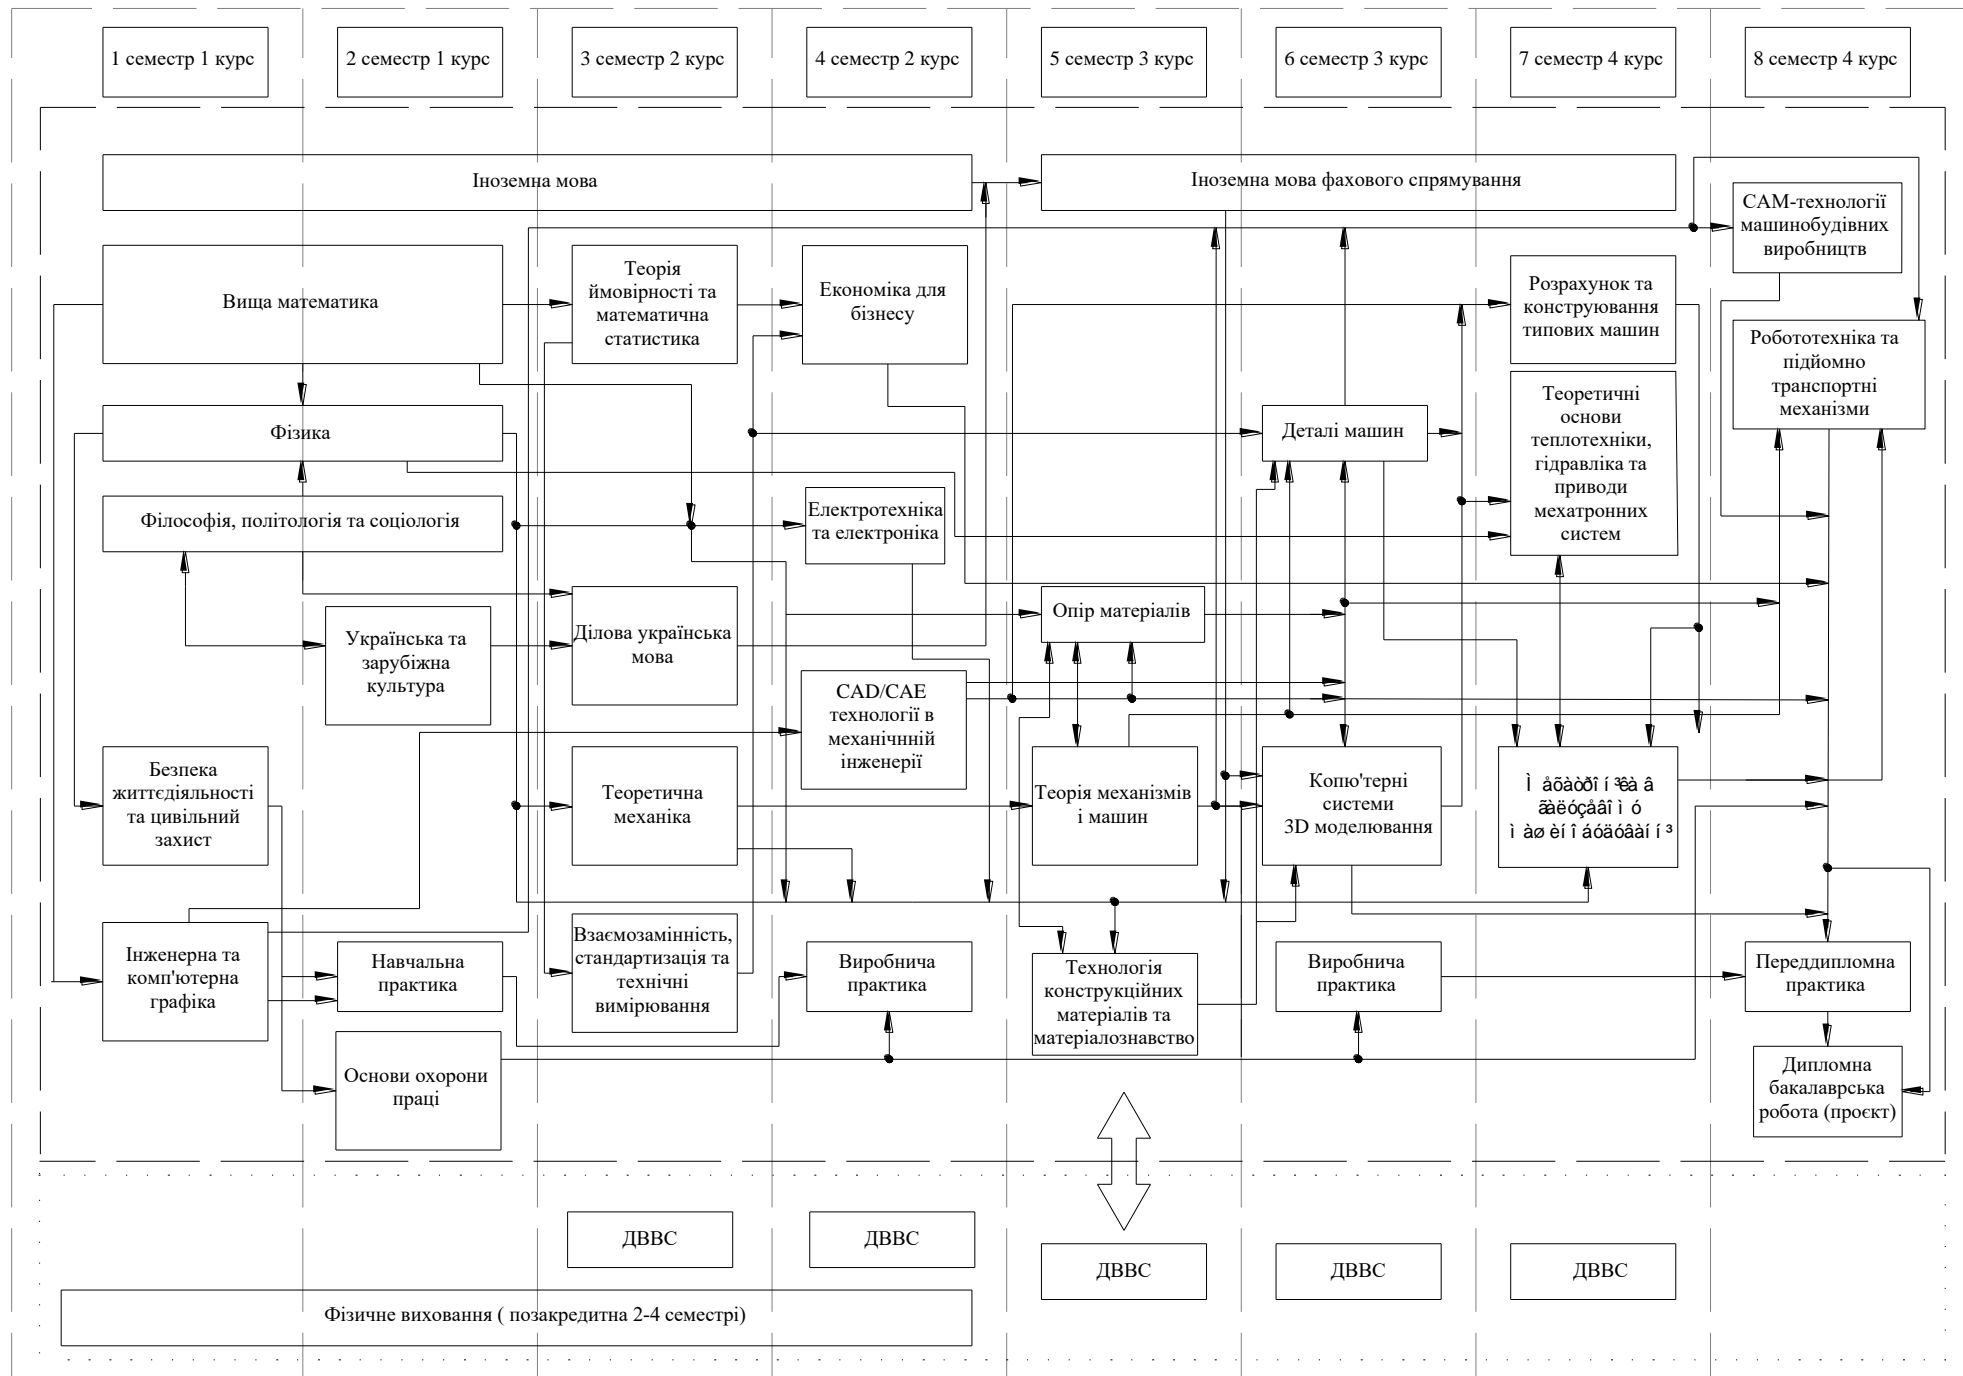 1 семестр 1 курс
2 семестр 1 курс
3 семестр 2 курс
4 семестр 2 курс
5 семестр 3 курс
6 семестр 3 курс
7 семестр 4 курс
8 семестр 4 курс
Іноземна мова
Іноземна мова фахового спрямування
САМ-технології
машинобудівних
виробництв
Вища математика
Теорія
ймовірності та
математична
статистика
Економіка для
бізнесу
Розрахунок та
конструювання
типових машин
Робототехніка та
підйомно
транспортні
механізми
Фізика
Деталі машин
Теоретичні
основи
теплотехніки,
гідравліка та
приводи
мехатронних
систем
Філософія, політологія та соціологія
Електротехніка
та електроніка
Українська та
зарубіжна
культура
Ділова українська
мова
Опір матеріалів
CAD/CAE
технології в
механічнній
інженерії
Безпека
життєдіяльності
та цивільний
захист
Теоретична
механіка
Теорія механізмів
і машин
Копю'терні
системи
3D моделювання
Ì åõàòðîí ³êà â
ãàëóçåâîì ó
ì àø èí î áóäóâàí í ³
Інженерна та
комп'ютерна
графіка
Навчальна
практика
Взаємозамінність,
стандартизація та
технічні
вимірювання
Виробнича
практика
Технологія
конструкційних
матеріалів та
матеріалознавство
Виробнича
практика
Переддипломна
практика
Основи охорони
праці
Дипломна
бакалаврська
робота (проєкт)
ДВВС
ДВВС
ДВВС
ДВВС
ДВВС
Фізичне виховання ( позакредитна 2-4 семестрі)